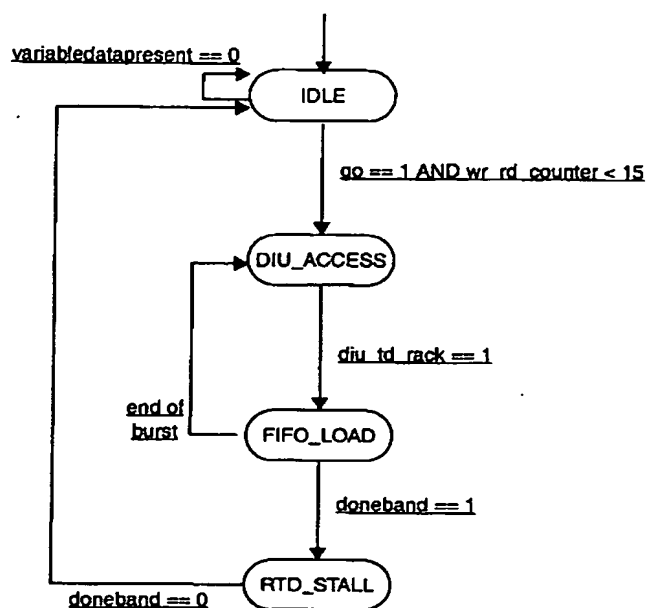 variabledatapresent == 0
IDLE
go == 1 AND wr_rd_counter < 15
DIU_ACCESS
diu_td_rack == 1
end of
burst
FIFO_LOAD
doneband == 1
RTD_STALL
doneband == 0